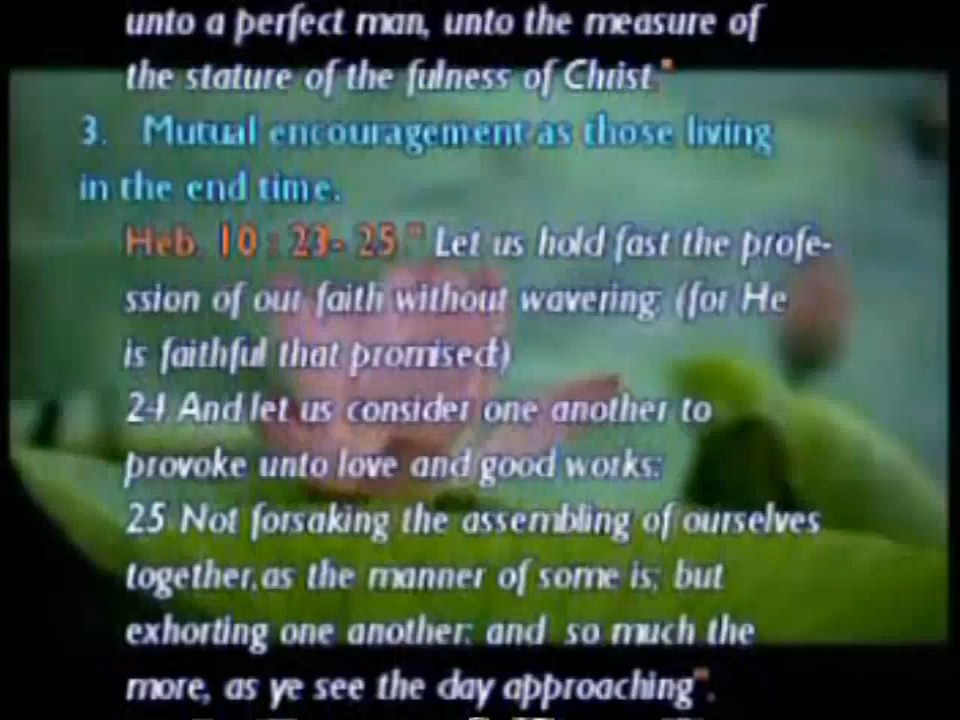 unto a perfect man, unto the measure of
the stature of the fulness of Christ."
3. Mutual encouragement as those living
in the end time.
Heb. 10 : 23- 25 " Let us hold fast the profe-
ssion of our faith without wavering; (for He
is faithful that promised;)
24 And let us consider one another to
provoke unto love and good works:
25 Not forsaking the assembling of ourselves
together, as the manner of some is; but
exhorting one another: and so much the
more, as ye see the day approaching".